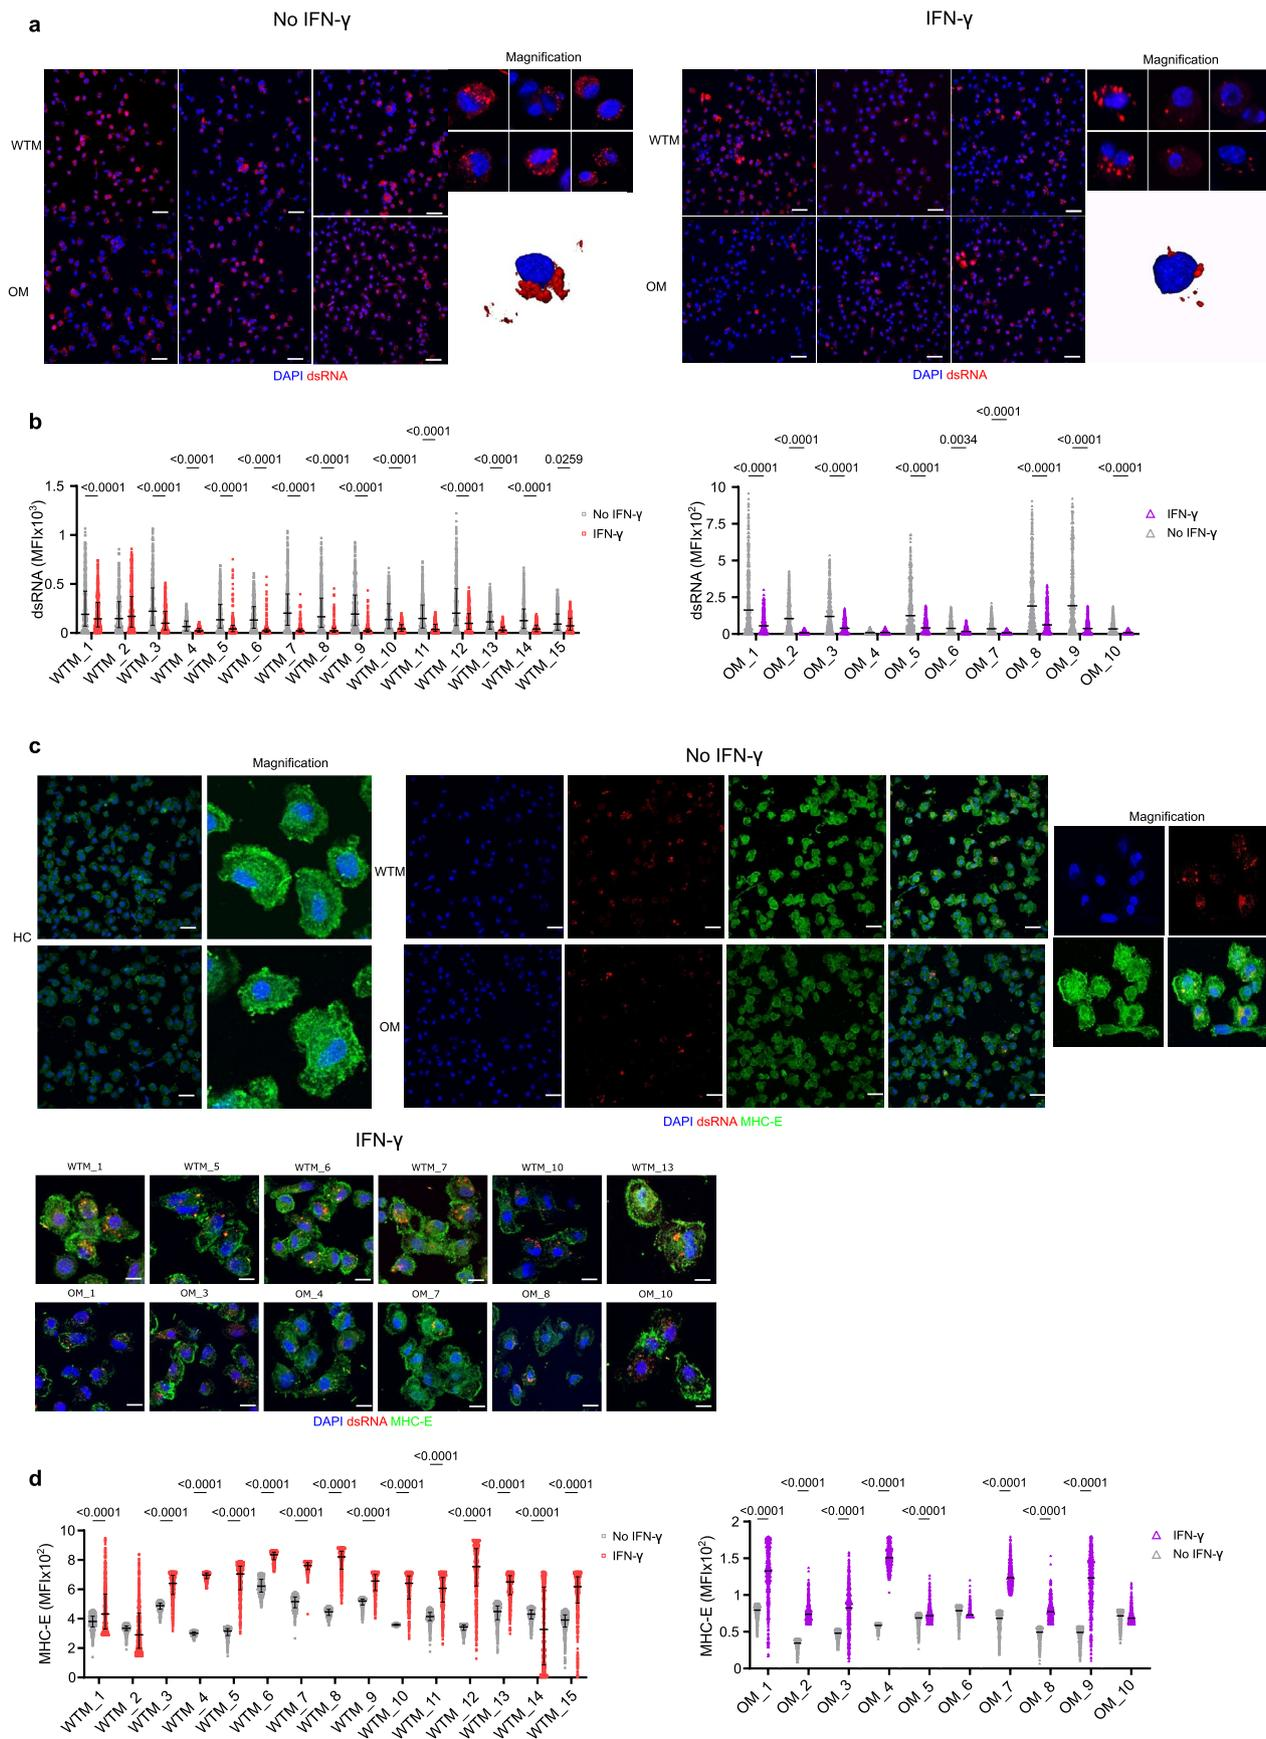 a
No IFN-γ
IFN-γ
Magnification
Magnification
WTM
WTM
OM
OM
DAPI dsRNA
DAPI dsRNA
b
<0.0001
<0.0001 <0.0001 <0.0001 <0.0001 <0.0001 0.0259
<0.0001 <0.0001 <0.0001 <0.0001 <0.0001 <0.0001 <0.0001
dsRNA (MFIx10³)
1.5
1
0.5
0
No IFN-γ
IFN-γ
WTM_1 WTM_2 WTM_3 WTM_4 WTM_5 WTM_6 WTM_7 WTM_8 WTM_9 WTM_10 WTM_11 WTM_12 WTM_13 WTM_14 WTM_15
<0.0001
<0.0001 0.0034 <0.0001
<0.0001 <0.0001 <0.0001 <0.0001 <0.0001
dsRNA (MFIx10²)
10
7.5
5
2.5
0
IFN-γ
No IFN-γ
OM_1 OM_2 OM_3 OM_4 OM_5 OM_6 OM_7 OM_8 OM_9 OM_10
c
No IFN-γ
Magnification
Magnification
HC
WTM
OM
DAPI dsRNA MHC-E
IFN-γ
WTM_1 WTM_5 WTM_6 WTM_7 WTM_10 WTM_13
OM_1 OM_3 OM_4 OM_7 OM_8 OM_10
DAPI dsRNA MHC-E
d
<0.0001
<0.0001 <0.0001 <0.0001 <0.0001 <0.0001 <0.0001
<0.0001 <0.0001 <0.0001 <0.0001 <0.0001 <0.0001 <0.0001
MHC-E (MFIx10²)
10
8
6
4
2
0
No IFN-γ
IFN-γ
WTM_1 WTM_2 WTM_3 WTM_4 WTM_5 WTM_6 WTM_7 WTM_8 WTM_9 WTM_10 WTM_11 WTM_12 WTM_13 WTM_14 WTM_15
<0.0001 <0.0001 <0.0001 <0.0001
<0.0001 <0.0001 <0.0001 <0.0001
MHC-E (MFIx10²)
2
1.5
1
0.5
0
IFN-γ
No IFN-γ
OM_1 OM_2 OM_3 OM_4 OM_5 OM_6 OM_7 OM_8 OM_9 OM_10